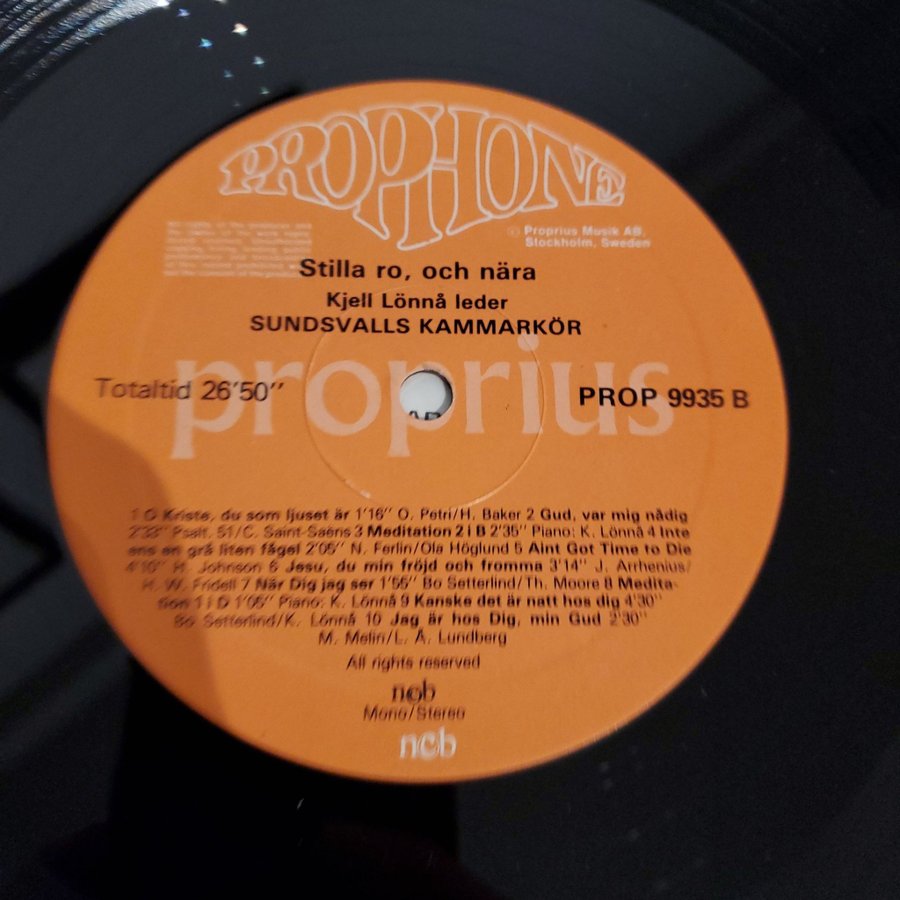 PROPHONE
© Proprius Musik AB,
Stockholm, Sweden
Stilla ro, och nära
Kjell Lönnå leder
SUNDSVALLS KAMMARKÖR
proprius
Totaltid 26'50''
PROP 9935 B
1 O Kriste, du som ljuset är 1'16'' O. Petri/H. Baker 2 Gud, var mig nådig
2'33'' Psalt. 51/C. Saint-Saëns 3 Meditation 2 i B 2'35'' Piano: K. Lönnå 4 Inte
ens en grå liten fågel 2'05'' N. Ferlin/Ola Höglund 5 Aint Got Time to Die
4'10'' H. Johnson 6 Jesu, du min fröjd och fromma 3'14'' J. Arrhenius/
H. W. Fridell 7 När Dig jag ser 1'55'' Bo Setterlind/Th. Moore 8 Medita-
tion 1 i D 1'05'' Piano: K. Lönnå 9 Kanske det är natt hos dig 4'30''
Bo Setterlind/K. Lönnå 10 Jag är hos Dig, min Gud 2'30''
M. Melin/L. Å. Lundberg
All rights reserved
ncb
Mono/Stereo
ncb